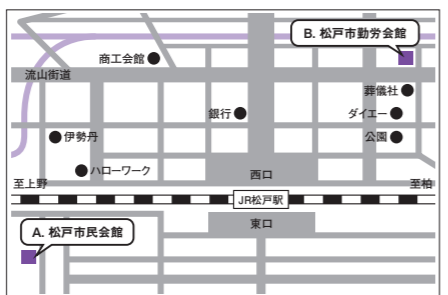 B. 松戸市勤労会館
商工会館
流山街道
葬儀社
銀行
ダイエー
伊勢丹
公園
ハローワーク
西口
至上野
至柏
JR松戸駅
A. 松戸市民会館
東口